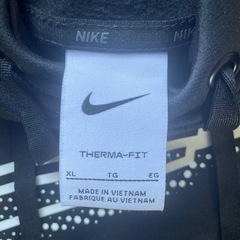 NIKE NIKE
THERMA-FIT
XL TG EG
MADE IN VIETNAM
FABRIQUÉ AU VIETNAM